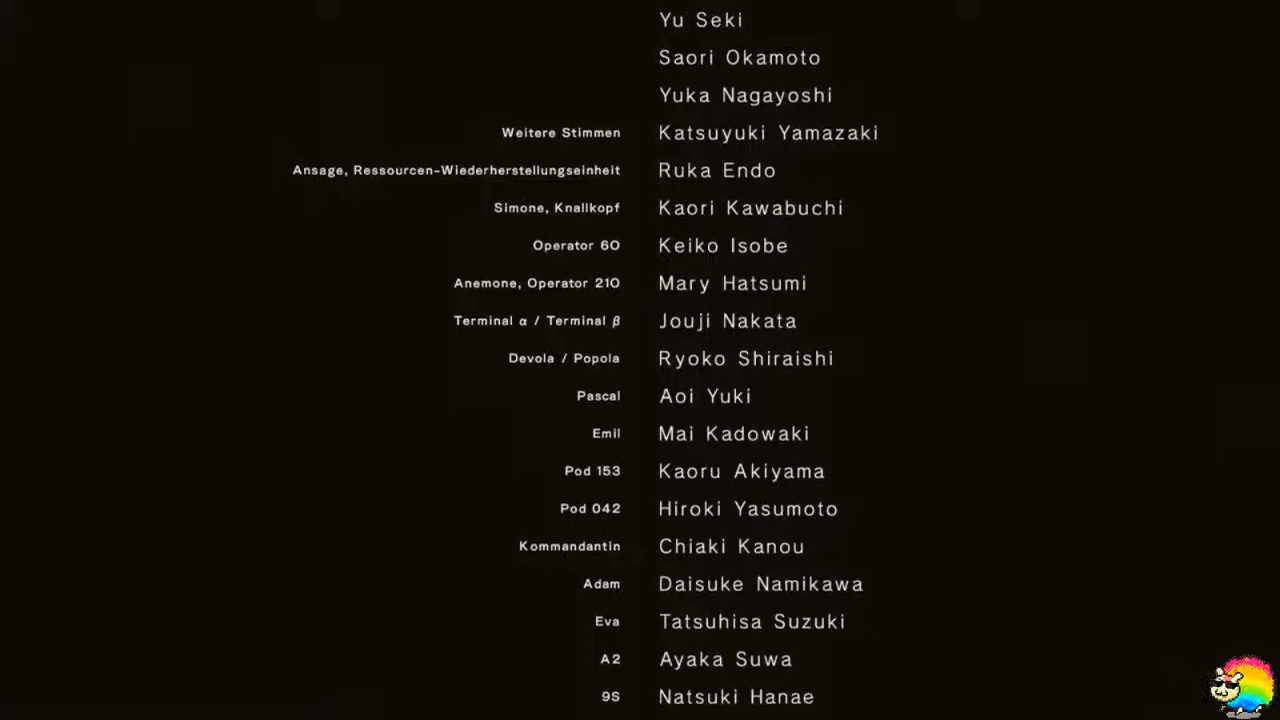 Yu Seki
Saori Okamoto
Yuka Nagayoshi
Weitere Stimmen Katsuyuki Yamazaki
Ansage, Ressourcen-Wiederherstellungseinheit Ruka Endo
Simone, Knallkopf Kaori Kawabuchi
Operator 6O Keiko Isobe
Anemone, Operator 21O Mary Hatsumi
Terminal α / Terminal β Jouji Nakata
Devola / Popola Ryoko Shiraishi
Pascal Aoi Yuki
Emil Mai Kadowaki
Pod 153 Kaoru Akiyama
Pod 042 Hiroki Yasumoto
Kommandantin Chiaki Kanou
Adam Daisuke Namikawa
Eva Tatsuhisa Suzuki
A2 Ayaka Suwa
9S Natsuki Hanae